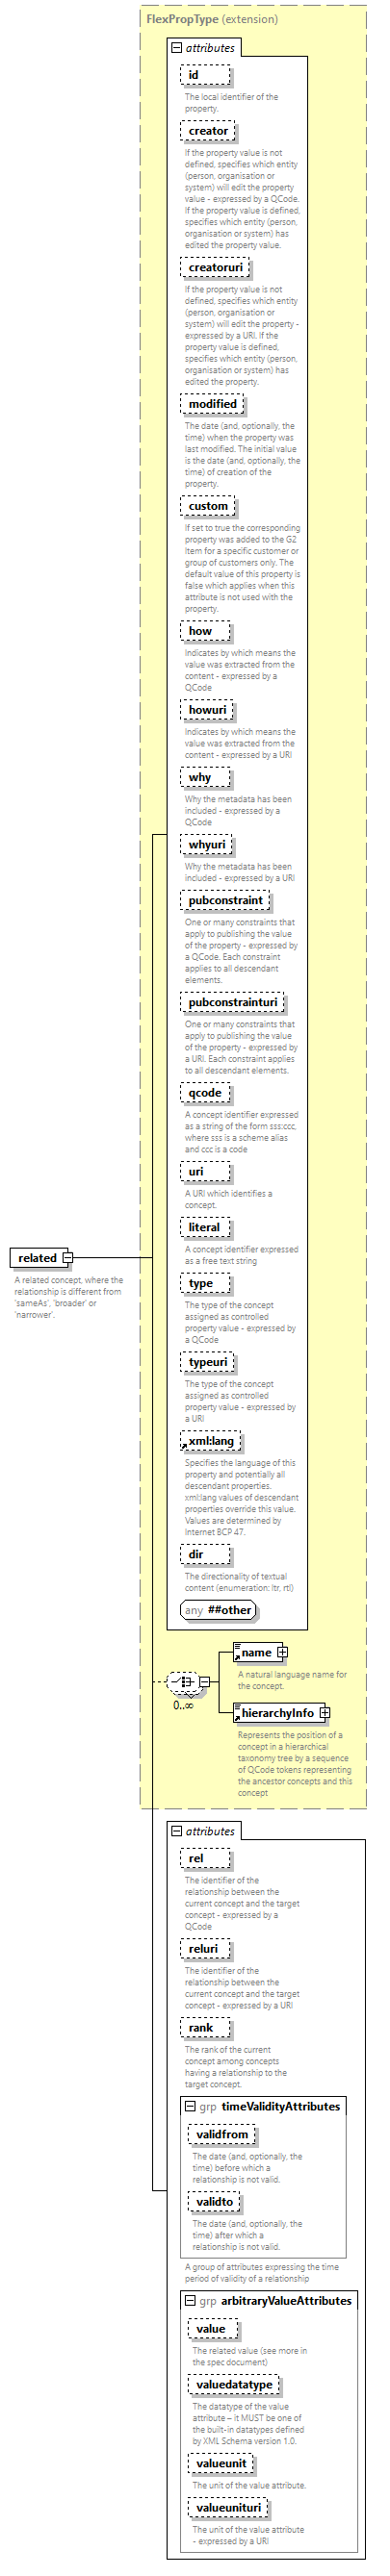 FlexPropType (extension)
attributes
id
The local identifier of the
property.
creator
If the property value is not
defined, specifies which entity
(person, organisation or
system) will edit the property
value - expressed by a QCode.
If the property value is defined,
specifies which entity (person,
organisation or system) has
edited the property value.
creatoruri
If the property value is not
defined, specifies which entity
(person, organisation or
system) will edit the property -
expressed by a URI. If the
property value is defined,
specifies which entity (person,
organisation or system) has
edited the property.
modified
The date (and, optionally, the
time) when the property was
last modified. The initial value
is the date (and, optionally, the
time) of creation of the
property.
custom
If set to true the corresponding
property was added to the G2
Item for a specific customer or
group of customers only. The
default value of this property is
false which applies when this
attribute is not used with the
property.
how
Indicates by which means the
value was extracted from the
content - expressed by a
QCode
howuri
Indicates by which means the
value was extracted from the
content - expressed by a URI
why
Why the metadata has been
included - expressed by a
QCode
whyuri
Why the metadata has been
included - expressed by a URI
pubconstraint
One or many constraints that
apply to publishing the value
of the property - expressed by
a QCode. Each constraint
applies to all descendant
elements.
pubconstrainturi
One or many constraints that
apply to publishing the value
of the property - expressed by
a URI. Each constraint applies
to all descendant elements.
qcode
A concept identifier expressed
as a string of the form sss:ccc,
where sss is a scheme alias
and ccc is a code
uri
A URI which identifies a
concept.
literal
A concept identifier expressed
as a free text string
related
A related concept, where the
relationship is different from
'sameAs', 'broader' or
'narrower'.
type
The type of the concept
assigned as controlled
property value - expressed by
a QCode
typeuri
The type of the concept
assigned as controlled
property value - expressed by
a URI
xml:lang
Specifies the language of this
property and potentially all
descendant properties.
xml:lang values of descendant
properties override this value.
Values are determined by
Internet BCP 47.
dir
The directionality of textual
content (enumeration: ltr, rtl)
any ##other
name
A natural language name for
the concept.
0..∞
hierarchyInfo
Represents the position of a
concept in a hierarchical
taxonomy tree by a sequence
of QCode tokens representing
the ancestor concepts and this
concept
attributes
rel
The identifier of the
relationship between the
current concept and the target
concept - expressed by a
QCode
reluri
The identifier of the
relationship between the
current concept and the target
concept - expressed by a URI
rank
The rank of the current
concept among concepts
having a relationship to the
target concept.
grp timeValidityAttributes
validfrom
The date (and, optionally, the
time) before which a
relationship is not valid.
validto
The date (and, optionally, the
time) after which a
relationship is not valid.
A group of attributes expressing the time
period of validity of a relationship
grp arbitraryValueAttributes
value
The related value (see more in
the spec document)
valuedatatype
The datatype of the value
attribute – it MUST be one of
the built-in datatypes defined
by XML Schema version 1.0.
valueunit
The unit of the value attribute.
valueunituri
The unit of the value attribute
- expressed by a URI